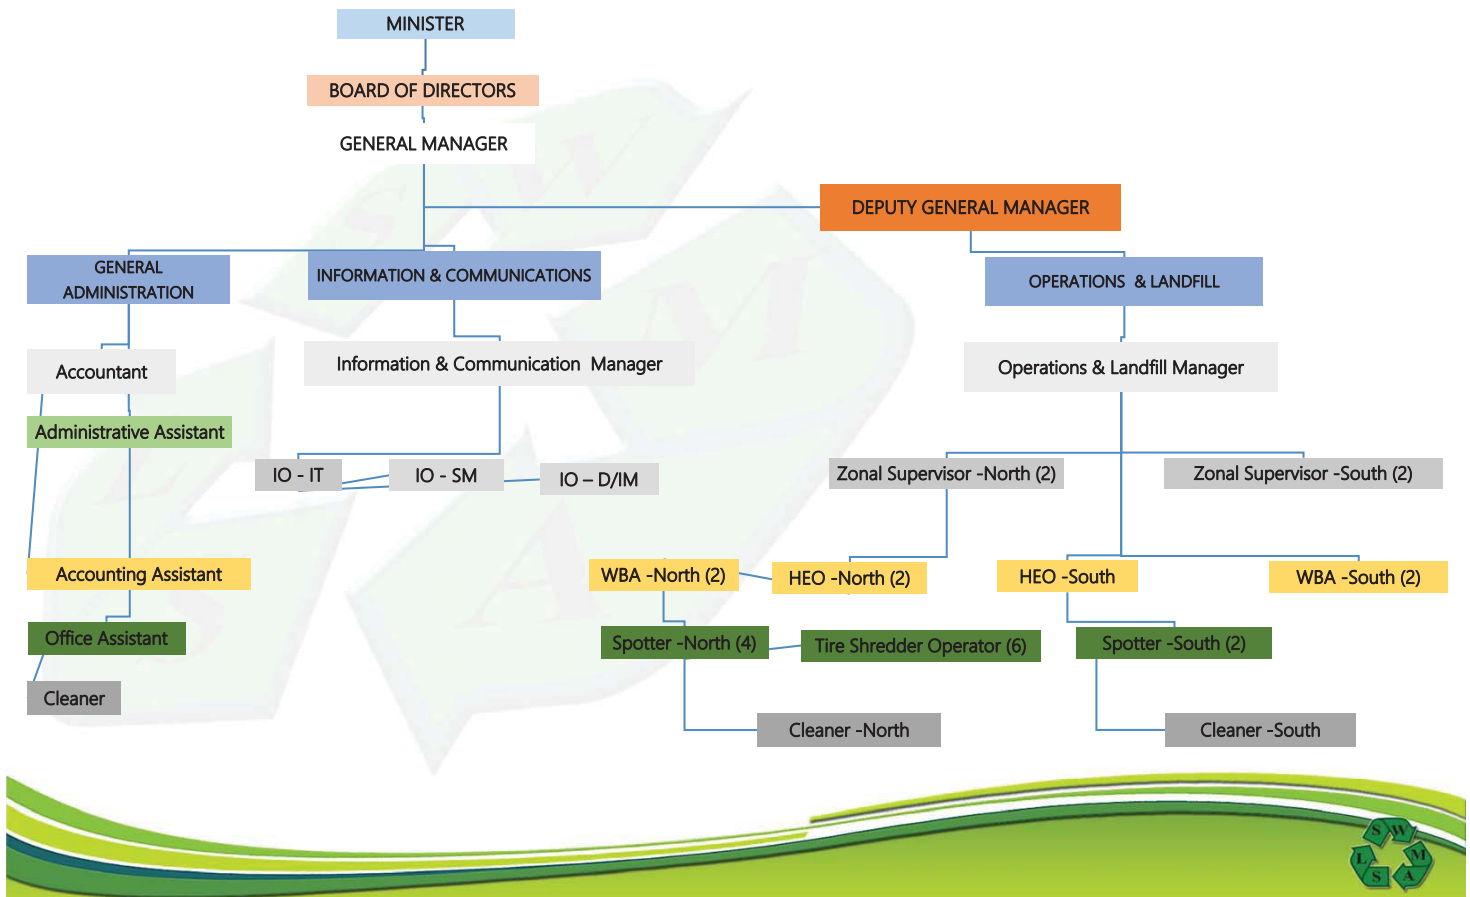 MINISTER
BOARD OF DIRECTORS
GENERAL MANAGER
DEPUTY GENERAL MANAGER
GENERAL
ADMINISTRATION
INFORMATION & COMMUNICATIONS
OPERATIONS & LANDFILL
Accountant
Information & Communication Manager
Operations & Landfill Manager
Administrative Assistant
IO - IT
IO - SM
IO – D/IM
Zonal Supervisor -North (2)
Zonal Supervisor -South (2)
Accounting Assistant
WBA -North (2)
HEO -North (2)
HEO -South
WBA -South (2)
Office Assistant
Spotter -North (4)
Tire Shredder Operator (6)
Spotter -South (2)
Cleaner
Cleaner -North
Cleaner -South
S W
L M
S A
S W
L M
S A